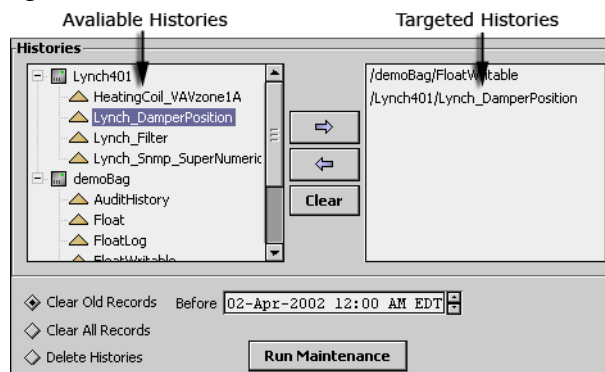 Avaliable Histories
Targeted Histories
Histories
Lynch401
HeatingCoil_VAVzone1A
Lynch_DamperPosition
Lynch_Filter
Lynch_Snmp_SuperNumeric
demoBag
AuditHistory
Float
FloatLog
FloatWritable
Clear
/demoBag/FloatWritable
/Lynch401/Lynch_DamperPosition
Clear Old Records Before 02-Apr-2002 12:00 AM EDT
Clear All Records
Delete Histories
Run Maintenance